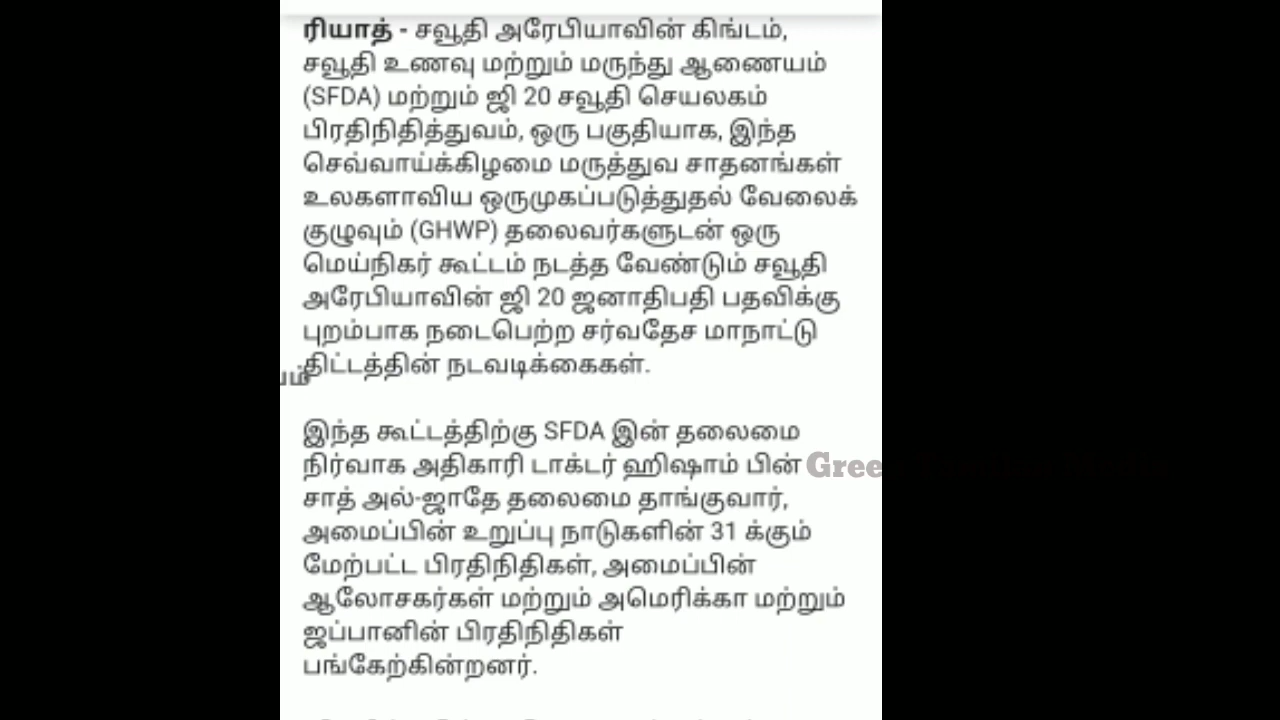 ரியாத் - சவூதி அரேபியாவின் கிங்டம்,
சவூதி உணவு மற்றும் மருந்து ஆணையம்
(SFDA) மற்றும் ஜி 20 சவூதி செயலகம்
பிரதிநிதித்துவம், ஒரு பகுதியாக, இந்த
செவ்வாய்க்கிழமை மருத்துவ சாதனங்கள்
உலகளாவிய ஒருமுகப்படுத்துதல் வேலைக்
குழுவும் (GHWP) தலைவர்களுடன் ஒரு
மெய்நிகர் கூட்டம் நடத்த வேண்டும் சவூதி
அரேபியாவின் ஜி 20 ஜனாதிபதி பதவிக்கு
புறம்பாக நடைபெற்ற சர்வதேச மாநாட்டு
திட்டத்தின் நடவடிக்கைகள்.
இந்த கூட்டத்திற்கு SFDA இன் தலைமை
நிர்வாக அதிகாரி டாக்டர் ஹிஷாம் பின் Gree
சாத் அல்-ஜாதே தலைமை தாங்குவார்,
அமைப்பின் உறுப்பு நாடுகளின் 31 க்கும்
மேற்பட்ட பிரதிநிதிகள், அமைப்பின்
ஆலோசகர்கள் மற்றும் அமெரிக்கா மற்றும்
ஜப்பானின் பிரதிநிதிகள்
பங்கேற்கின்றனர்.